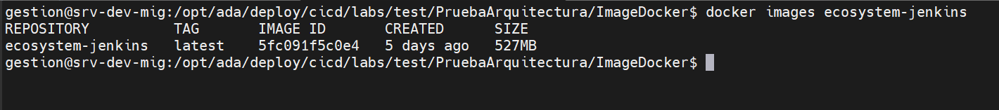 gestion@srv-dev-mig:/opt/ada/deploy/cicd/labs/test/PruebaArquitectura/ImageDocker$ docker images ecosystem-jenkins
REPOSITORY          TAG       IMAGE ID       CREATED      SIZE
ecosystem-jenkins   latest    5fc091f5c0e4   5 days ago   527MB
gestion@srv-dev-mig:/opt/ada/deploy/cicd/labs/test/PruebaArquitectura/ImageDocker$